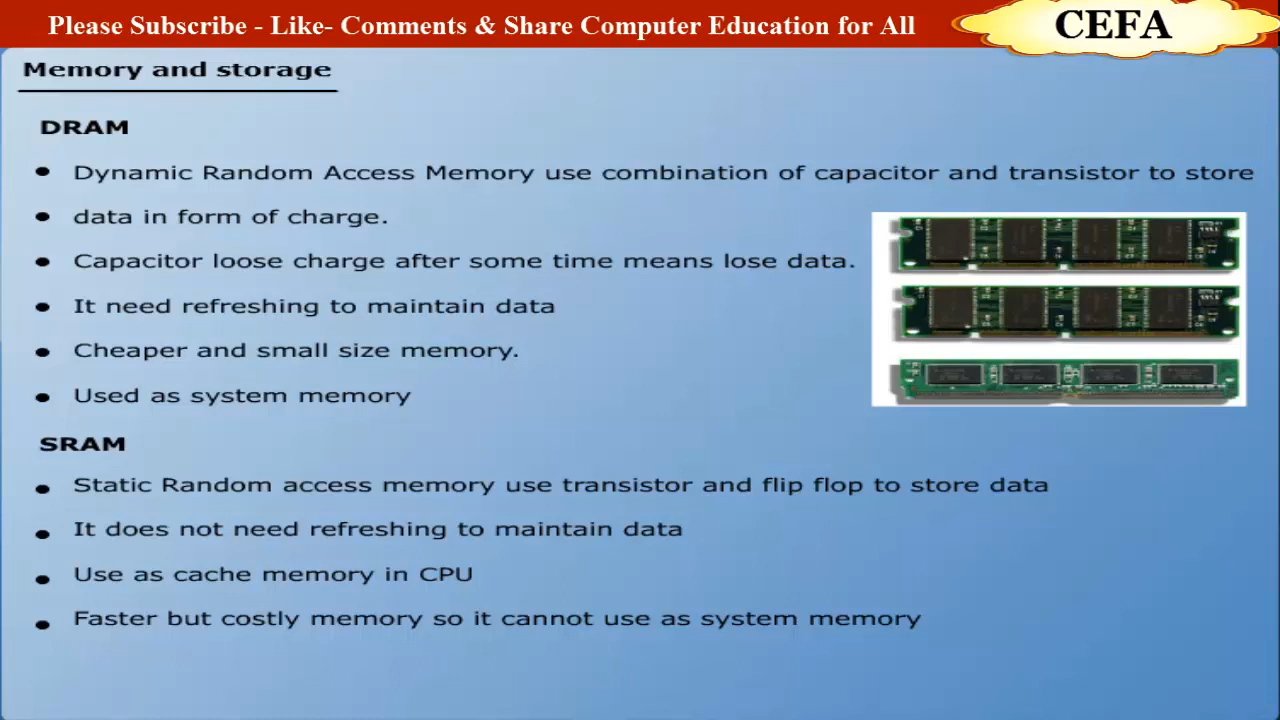 Please Subscribe - Like- Comments & Share Computer Education for All
CEFA
Memory and storage
DRAM
Dynamic Random Access Memory use combination of capacitor and transistor to store
data in form of charge.
Capacitor loose charge after some time means lose data.
It need refreshing to maintain data
Cheaper and small size memory.
Used as system memory
SRAM
Static Random access memory use transistor and flip flop to store data
It does not need refreshing to maintain data
Use as cache memory in CPU
Faster but costly memory so it cannot use as system memory